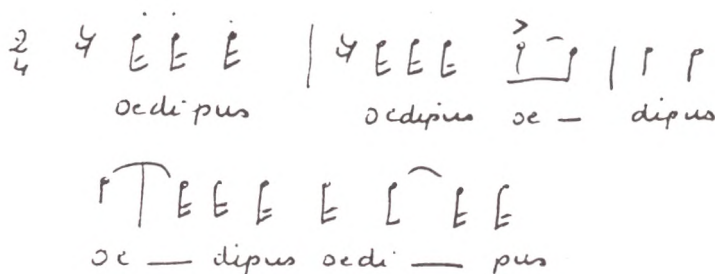 2
4
oedipus oedipus oe — dipus
oe — dipus oedi — pus